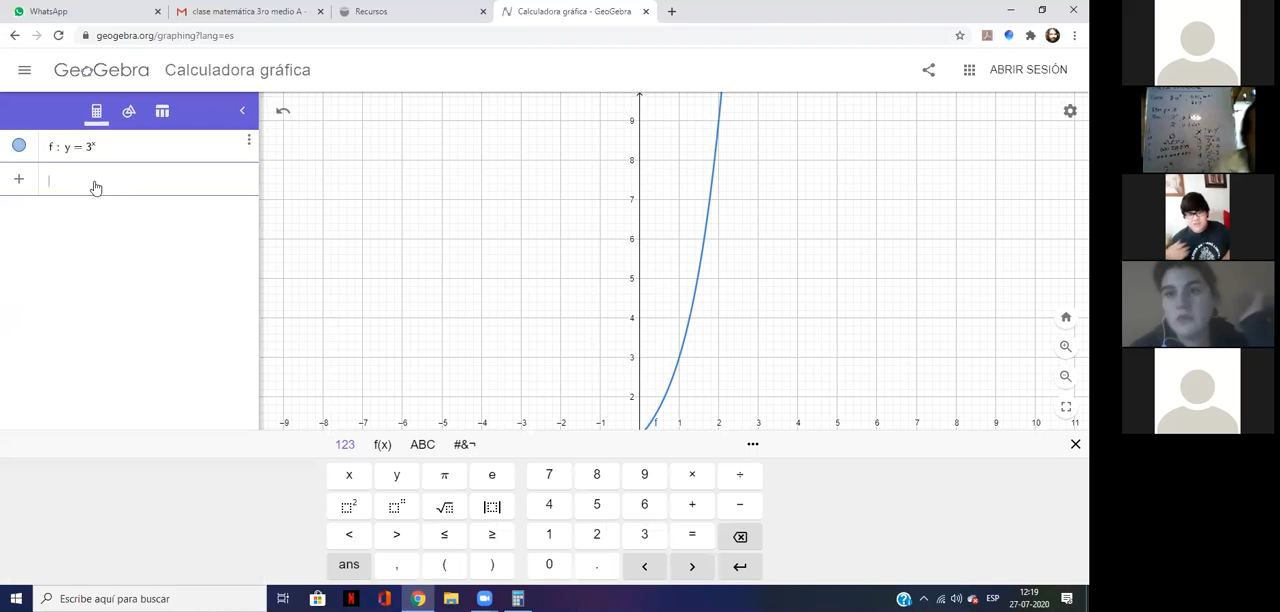 WhatsApp
clase matemática 3ro medio A -
Recursos
Calculadora gráfica - GeoGebra
geogebra.org/graphing?lang=es
GeoGebra
Calculadora gráfica
ABRIR SESIÓN
f : y = 3ˣ
9
8
7
6
5
4
3
2
−9 −8 −7 −6 −5 −4 −3 −2 −1 0 1 2 3 4 5 6 7 8 9 10 11
f
123 f(x) ABC #&¬
x y π e 7 8 9 × ÷
4 5 6 + −
< > ≤ ≥ 1 2 3 =
ans , ( ) 0 . < >
Escribe aquí para buscar
ESP
12:19
27-07-2020